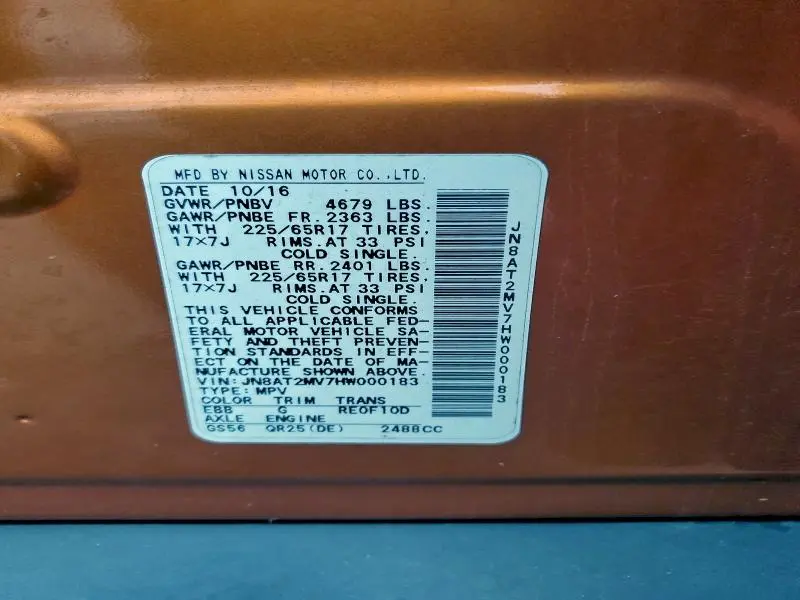 MFD BY NISSAN MOTOR CO.,LTD.
DATE 10/16
GVWR/PNBV 4679 LBS.
GAWR/PNBE FR. 2363 LBS.
WITH 225/65R17 TIRES.
17×7J RIMS.AT 33 PSI
COLD SINGLE.
GAWR/PNBE RR. 2401 LBS.
WITH 225/65R17 TIRES.
17×7J RIMS.AT 33 PSI
COLD SINGLE.
THIS VEHICLE CONFORMS
TO ALL APPLICABLE FED-
ERAL MOTOR VEHICLE SA-
FETY AND THEFT PREVEN-
TION STANDARDS IN EFF-
ECT ON THE DATE OF MA-
NUFACTURE SHOWN ABOVE.
VIN: JN8AT2MV7HW000183
TYPE: MPV
COLOR TRIM TRANS
EBB G RE0F10D
AXLE ENGINE
GS56 QR25(DE) 2488CC
JN8AT2MV7HW000183